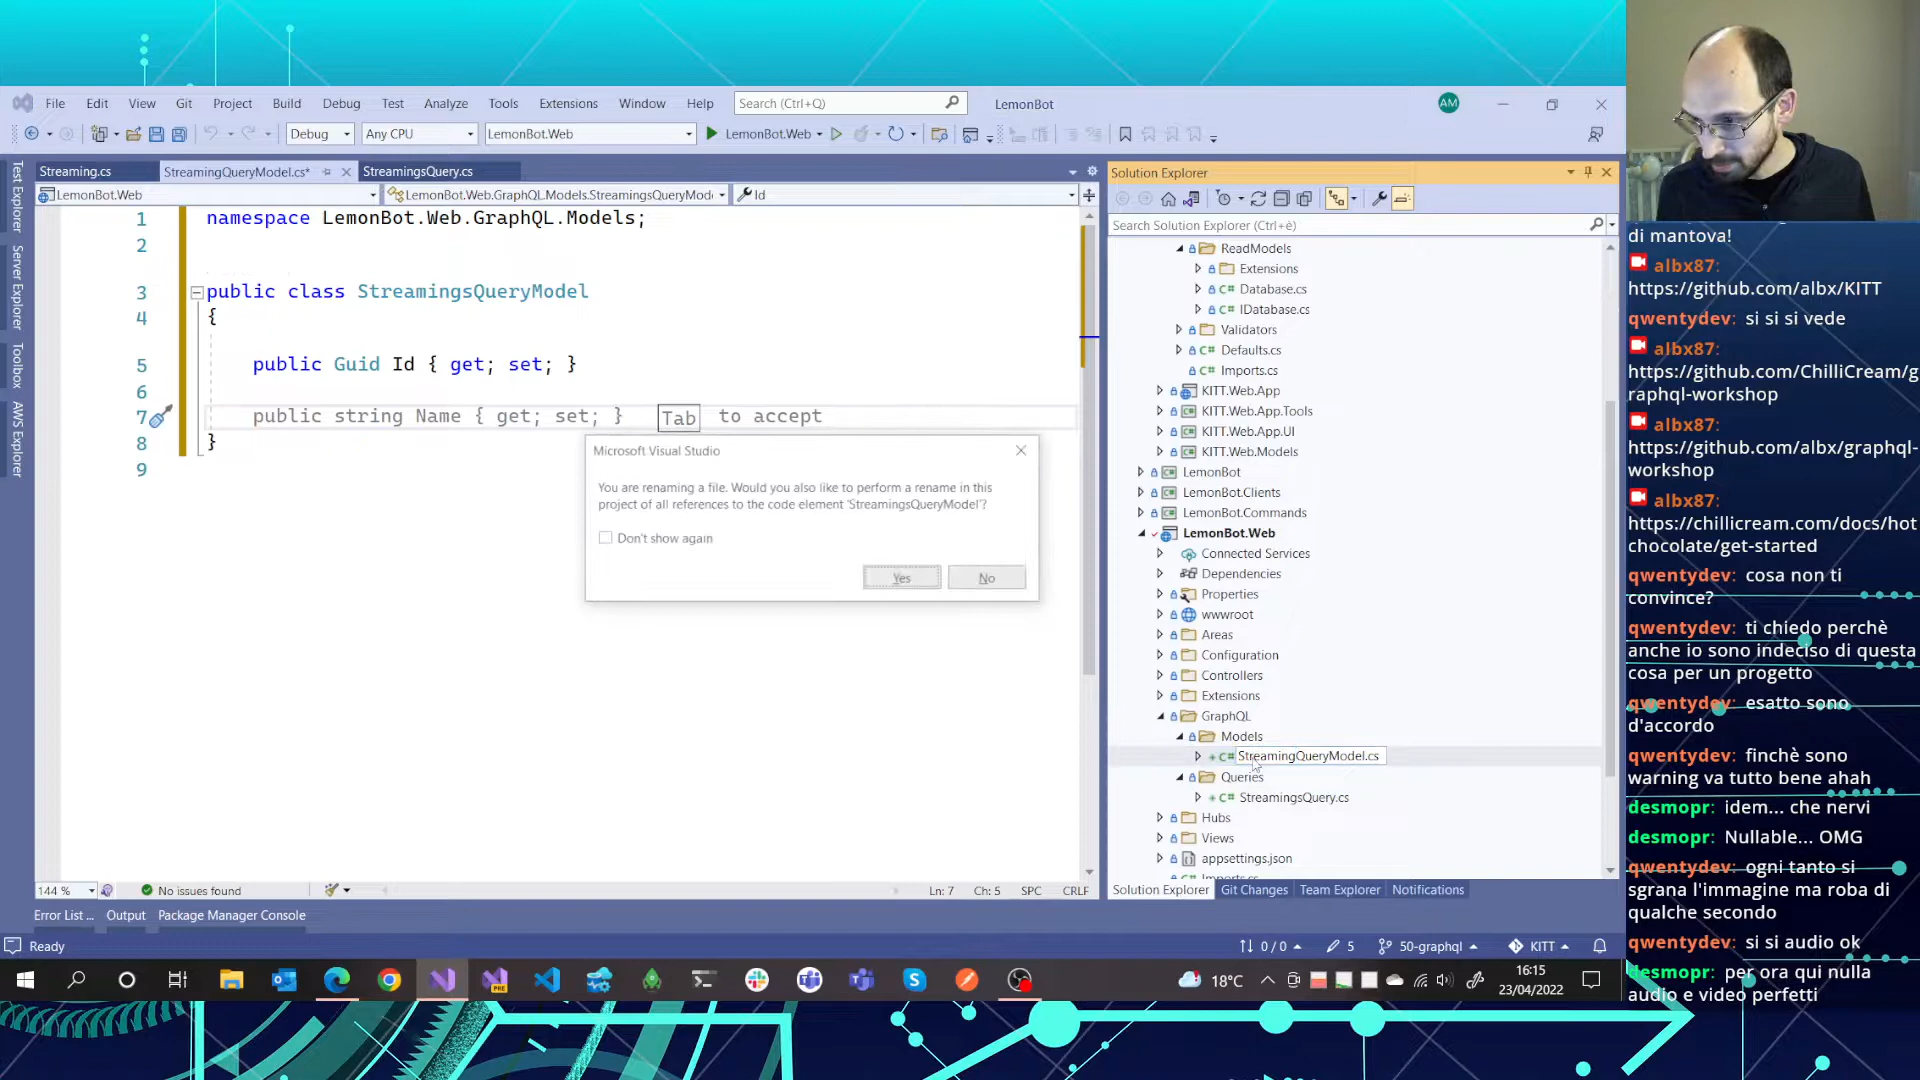 File Edit View Git Project Build Debug Test Analyze Tools Extensions Window Help Search (Ctrl+Q) LemonBot AM
Debug Any CPU LemonBot.Web LemonBot.Web
Streaming.cs StreamingQueryModel.cs* StreamingsQuery.cs
LemonBot.Web LemonBot.Web.GraphQL.Models.StreamingsQueryMode Id
Test Explorer
Server Explorer
Toolbox
AWS Explorer
1 namespace LemonBot.Web.GraphQL.Models;
2
3 public class StreamingsQueryModel
4 {
5 public Guid Id { get; set; }
6
7 public string Name { get; set; } Tab to accept
8 }
9
Microsoft Visual Studio
You are renaming a file. Would you also like to perform a rename in this
project of all references to the code element 'StreamingsQueryModel'?
Don't show again
Yes No
144 % No issues found Ln: 7 Ch: 5 SPC CRLF
Error List ... Output Package Manager Console
Ready
Solution Explorer
Search Solution Explorer (Ctrl+è)
ReadModels
Extensions
C# Database.cs
C# IDatabase.cs
Validators
C# Defaults.cs
C# Imports.cs
KITT.Web.App
KITT.Web.App.Tools
KITT.Web.App.UI
KITT.Web.Models
LemonBot
LemonBot.Clients
LemonBot.Commands
LemonBot.Web
Connected Services
Dependencies
Properties
wwwroot
Areas
Configuration
Controllers
Extensions
GraphQL
Models
C# StreamingQueryModel.cs
Queries
C# StreamingsQuery.cs
Hubs
Views
appsettings.json
Imports.cs
Solution Explorer Git Changes Team Explorer Notifications
0 / 0 5 50-graphql KITT
PRE
18°C
16:15
23/04/2022
di mantova!
albx87:
https://github.com/albx/KITT
qwentydev: si si si vede
albx87:
https://github.com/ChilliCream/g
raphql-workshop
albx87:
https://github.com/albx/graphql-
workshop
albx87:
https://chillicream.com/docs/hot
chocolate/get-started
qwentydev: cosa non ti
convince?
qwentydev: ti chiedo perchè
anche io sono indeciso di questa
cosa per un progetto
qwentydev: esatto sono
d'accordo
qwentydev: finchè sono
warning va tutto bene ahah
desmopr: idem... che nervi
desmopr: Nullable... OMG
qwentydev: ogni tanto si
sgrana l'immagine ma roba di
qualche secondo
qwentydev: si si audio ok
desmopr: per ora qui nulla
audio e video perfetti